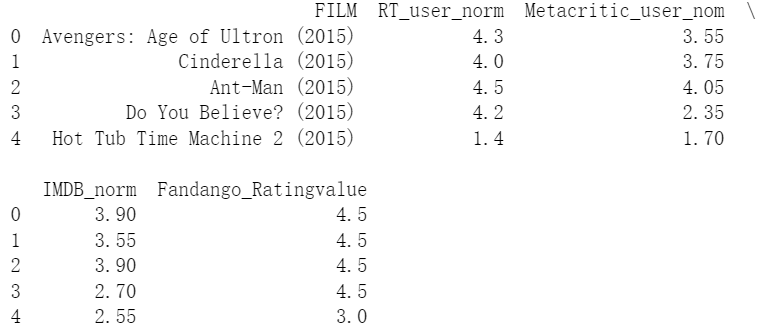 FILM RT_user_norm Metacritic_user_nom \
0 Avengers: Age of Ultron (2015) 4.3 3.55
1 Cinderella (2015) 4.0 3.75
2 Ant-Man (2015) 4.5 4.05
3 Do You Believe? (2015) 4.2 2.35
4 Hot Tub Time Machine 2 (2015) 1.4 1.70
IMDB_norm Fandango_Ratingvalue
0 3.90 4.5
1 3.55 4.5
2 3.90 4.5
3 2.70 4.5
4 2.55 3.0